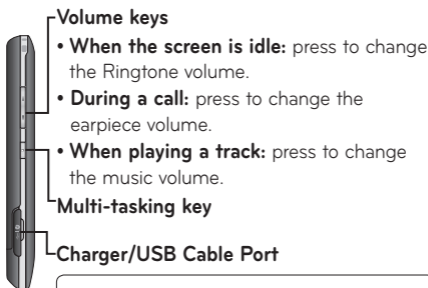 Volume keys
• When the screen is idle: press to change
the Ringtone volume.
• During a call: press to change the
earpiece volume.
• When playing a track: press to change
the music volume.
Multi-tasking key
Charger/USB Cable Port